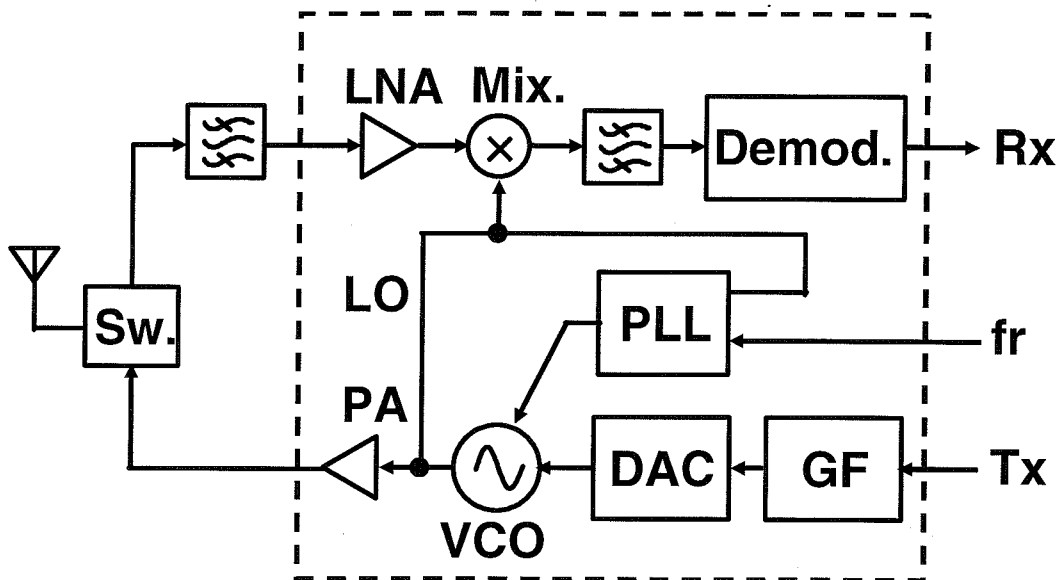 LNA Mix.
Demod.
Rx
LO
Sw.
PLL
fr
PA
DAC
GF
Tx
VCO